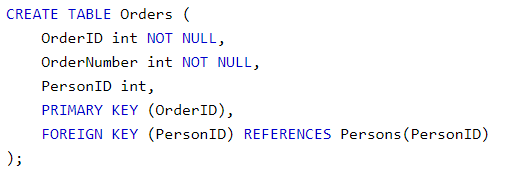 CREATE TABLE Orders (
    OrderID int NOT NULL,
    OrderNumber int NOT NULL,
    PersonID int,
    PRIMARY KEY (OrderID),
    FOREIGN KEY (PersonID) REFERENCES Persons(PersonID)
);